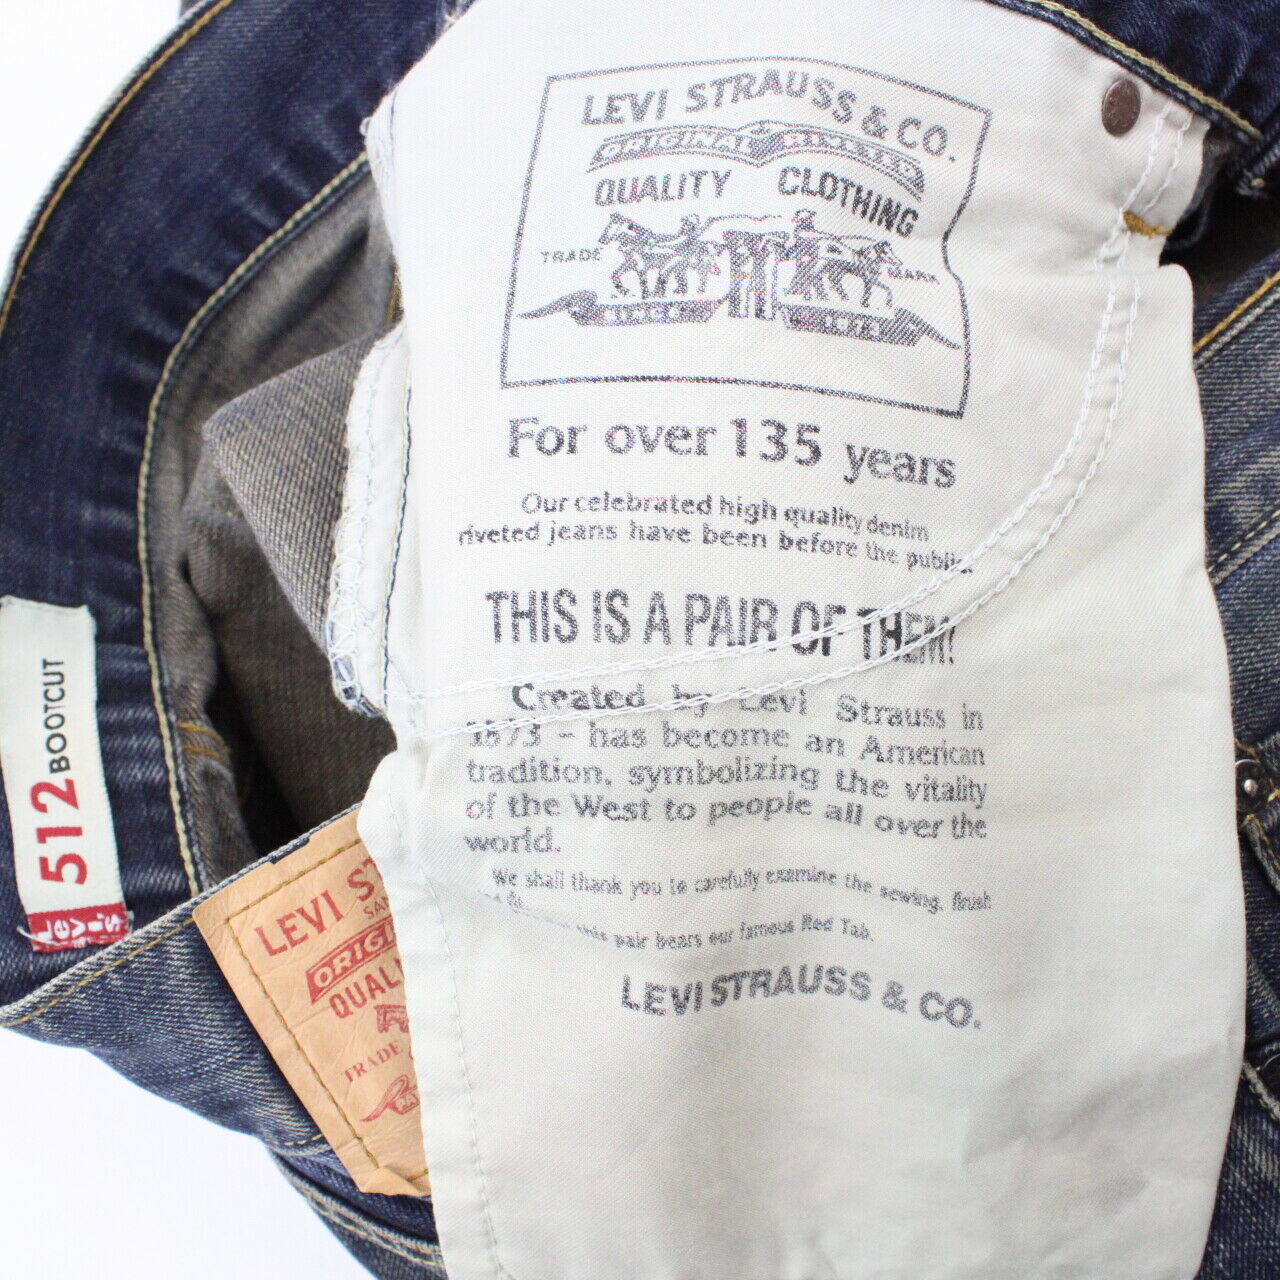 LEVI STRAUSS & CO.
ORIGINAL RIVETED
QUALITY CLOTHING
TRADE MARK
For over 135 years
Our celebrated high quality denim
riveted jeans have been before the public.
THIS IS A PAIR OF THEM!
Created by Levi Strauss in
1873 – has become an American
tradition, symbolizing the vitality
of the West to people all over the
world.
We shall thank you to carefully examine the sewing, finish
& fit.
this pair bears our famous Red Tab.
LEVI STRAUSS & CO.
512 BOOTCUT
Levi's
LEVI ST
SAN
ORIGI
QUAL
TRADE
PA